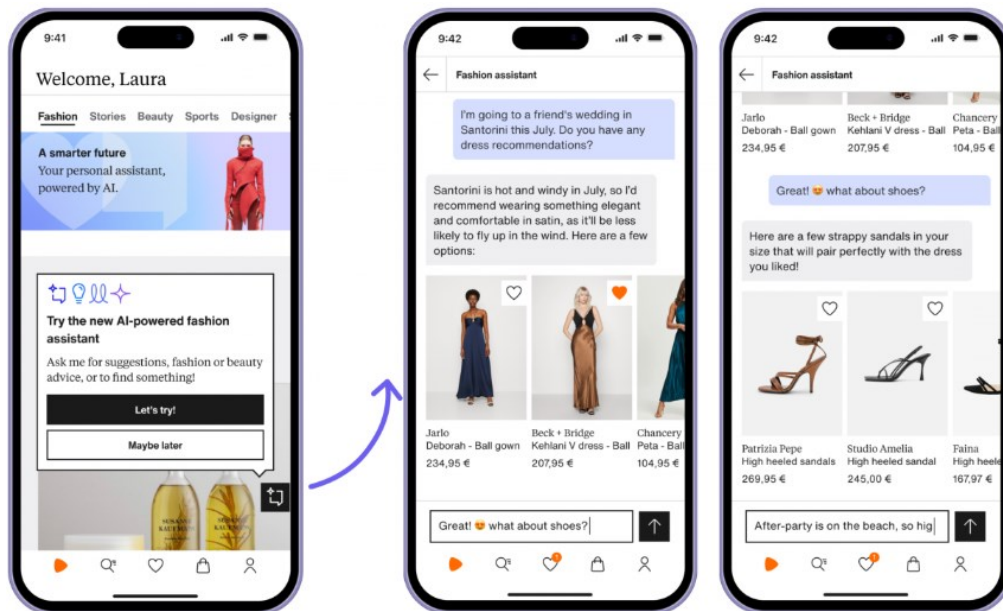 9:41
Welcome, Laura
Fashion Stories Beauty Sports Designer
A smarter future
Your personal assistant,
powered by AI.
Try the new AI-powered fashion
assistant
Ask me for suggestions, fashion or beauty
advice, or to find something!
Let's try!
Maybe later
9:42
Fashion assistant
I'm going to a friend's wedding in
Santorini this July. Do you have any
dress recommendations?
Santorini is hot and windy in July, so I'd
recommend wearing something elegant
and comfortable in satin, as it'll be less
likely to fly up in the wind. Here are a few
options:
Jarlo
Deborah - Ball gown
234,95 €
Beck + Bridge
Kehlani V dress - Ball
207,95 €
Chancery
Peta - Ball
104,95 €
Great! 😍 what about shoes?
1
9:42
Fashion assistant
Jarlo
Deborah - Ball gown
234,95 €
Beck + Bridge
Kehlani V dress - Ball
207,95 €
Chancery
Peta - Ball
104,95 €
Great! 😍 what about shoes?
Here are a few strappy sandals in your
size that will pair perfectly with the dress
you liked!
Patrizia Pepe
High heeled sandals
269,95 €
Studio Amelia
High heeled sandal
245,00 €
Faina
High heele
167,97 €
After-party is on the beach, so hig
1